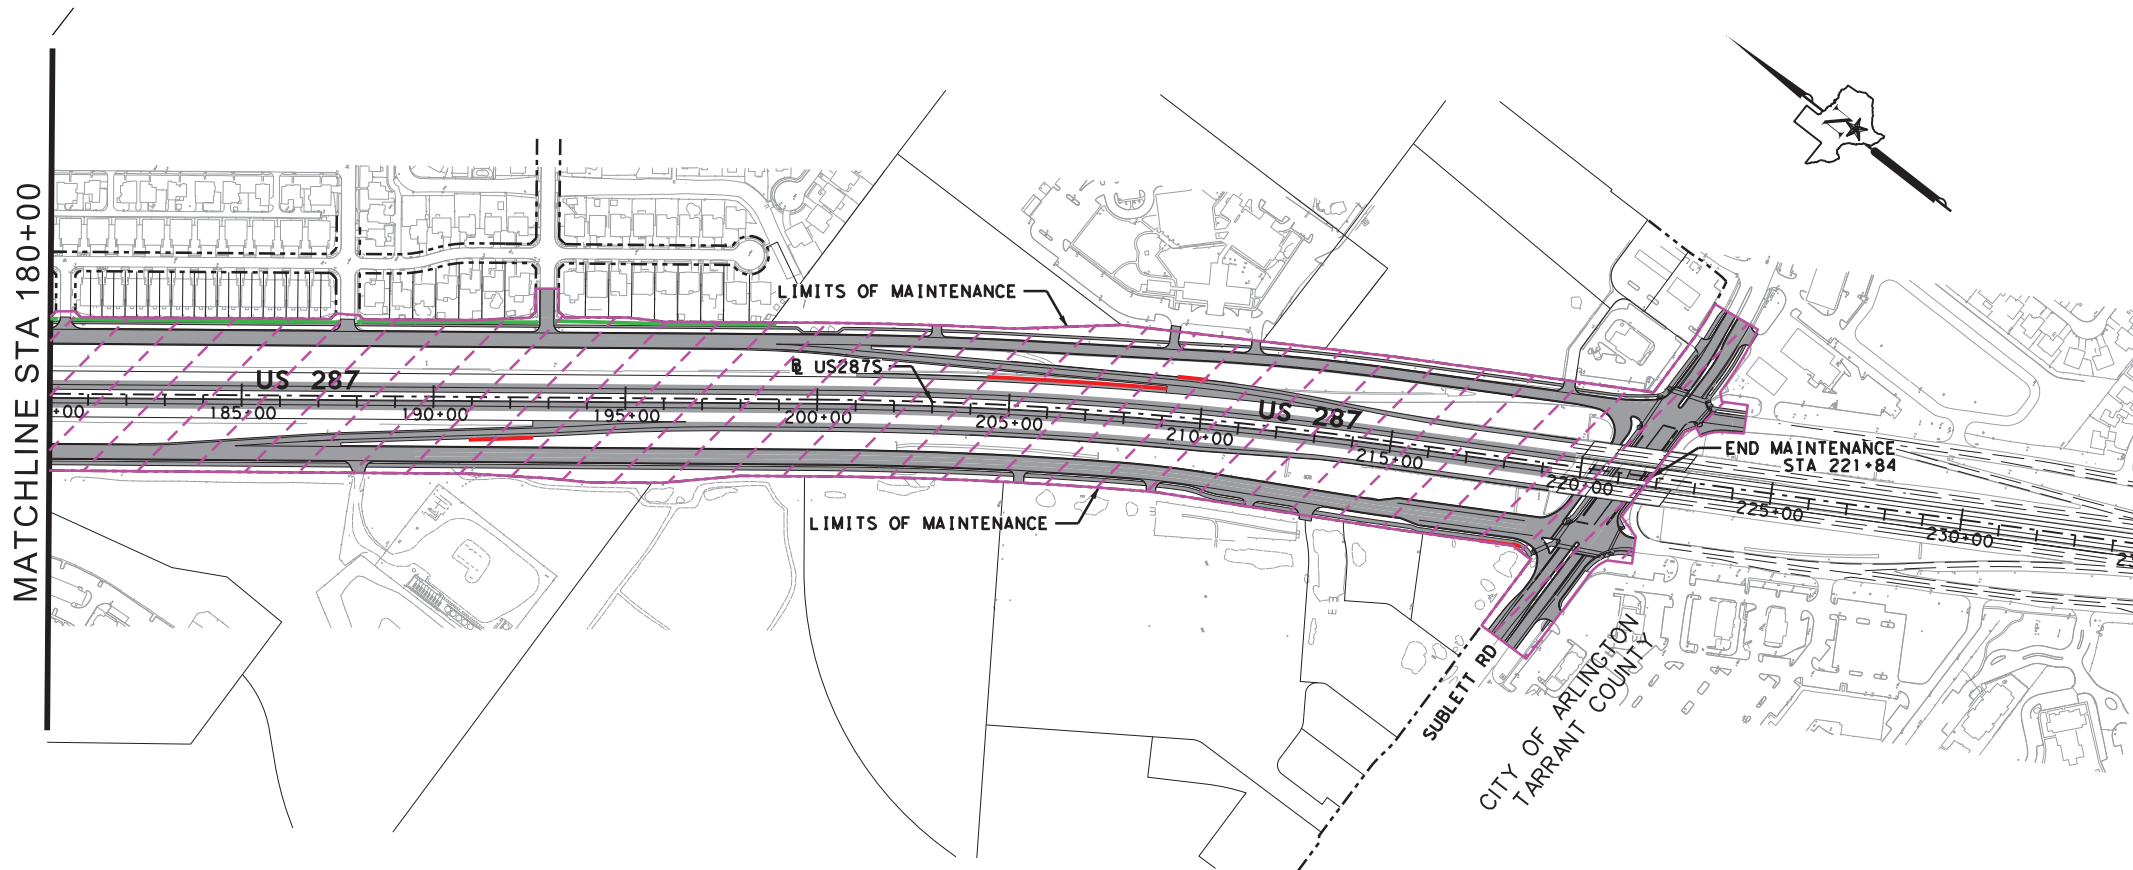 MATCHLINE STA 180+00
LIMITS OF MAINTENANCE
US 287
US287S
US 287
+00
185+00
190+00
195+00
200+00
205+00
210+00
215+00
220+00
225+00
230+00
END MAINTENANCE
STA 221+84
LIMITS OF MAINTENANCE
SUBLETT RD
CITY OF ARLINGTON
TARRANT COUNTY